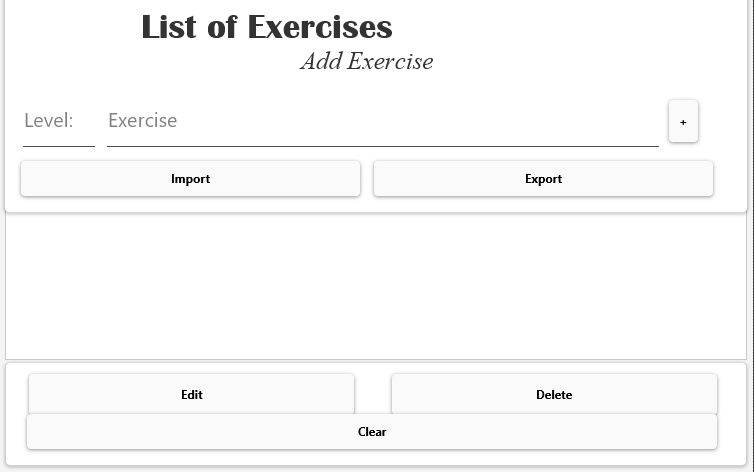 List of Exercises
Add Exercise
Level: Exercise +
Import Export
Edit Delete
Clear